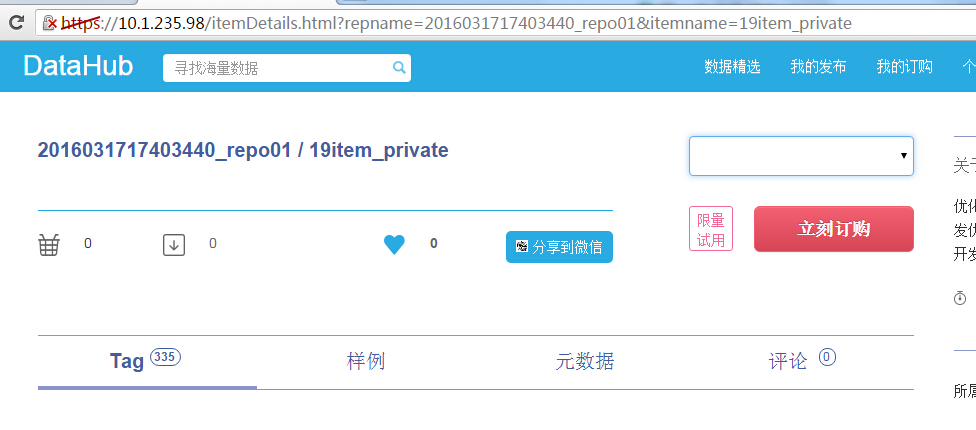 https://10.1.235.98/itemDetails.html?repname=2016031717403440_repo01&itemname=19item_private
DataHub 寻找海量数据 数据精选 我的发布 我的订购 个
2016031717403440_repo01 / 19item_private
关于
限量
试用
立刻订购
优化
发优
开发
0 0 0 分享到微信
Tag 335 样例 元数据 评论 0
所属